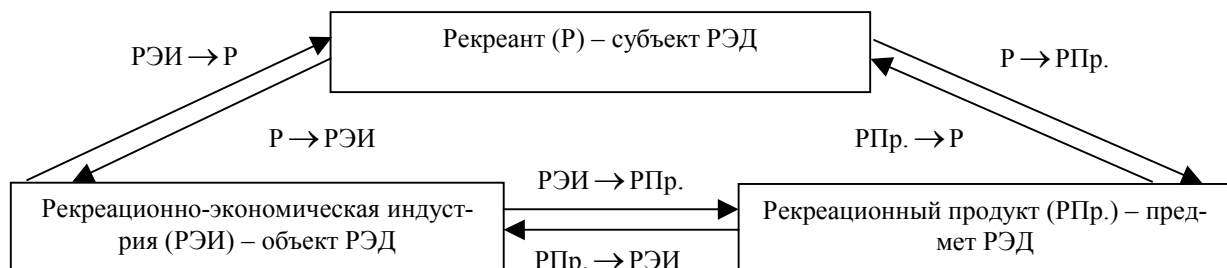 Рекреант (Р) – субъект РЭД
РЭИ → Р
Р → РПр.
Р → РЭИ
РПр. → Р
Рекреационно-экономическая индуст-
рия (РЭИ) – объект РЭД
РЭИ → РПр.
РПр. → РЭИ
Рекреационный продукт (РПр.) – пред-
мет РЭД